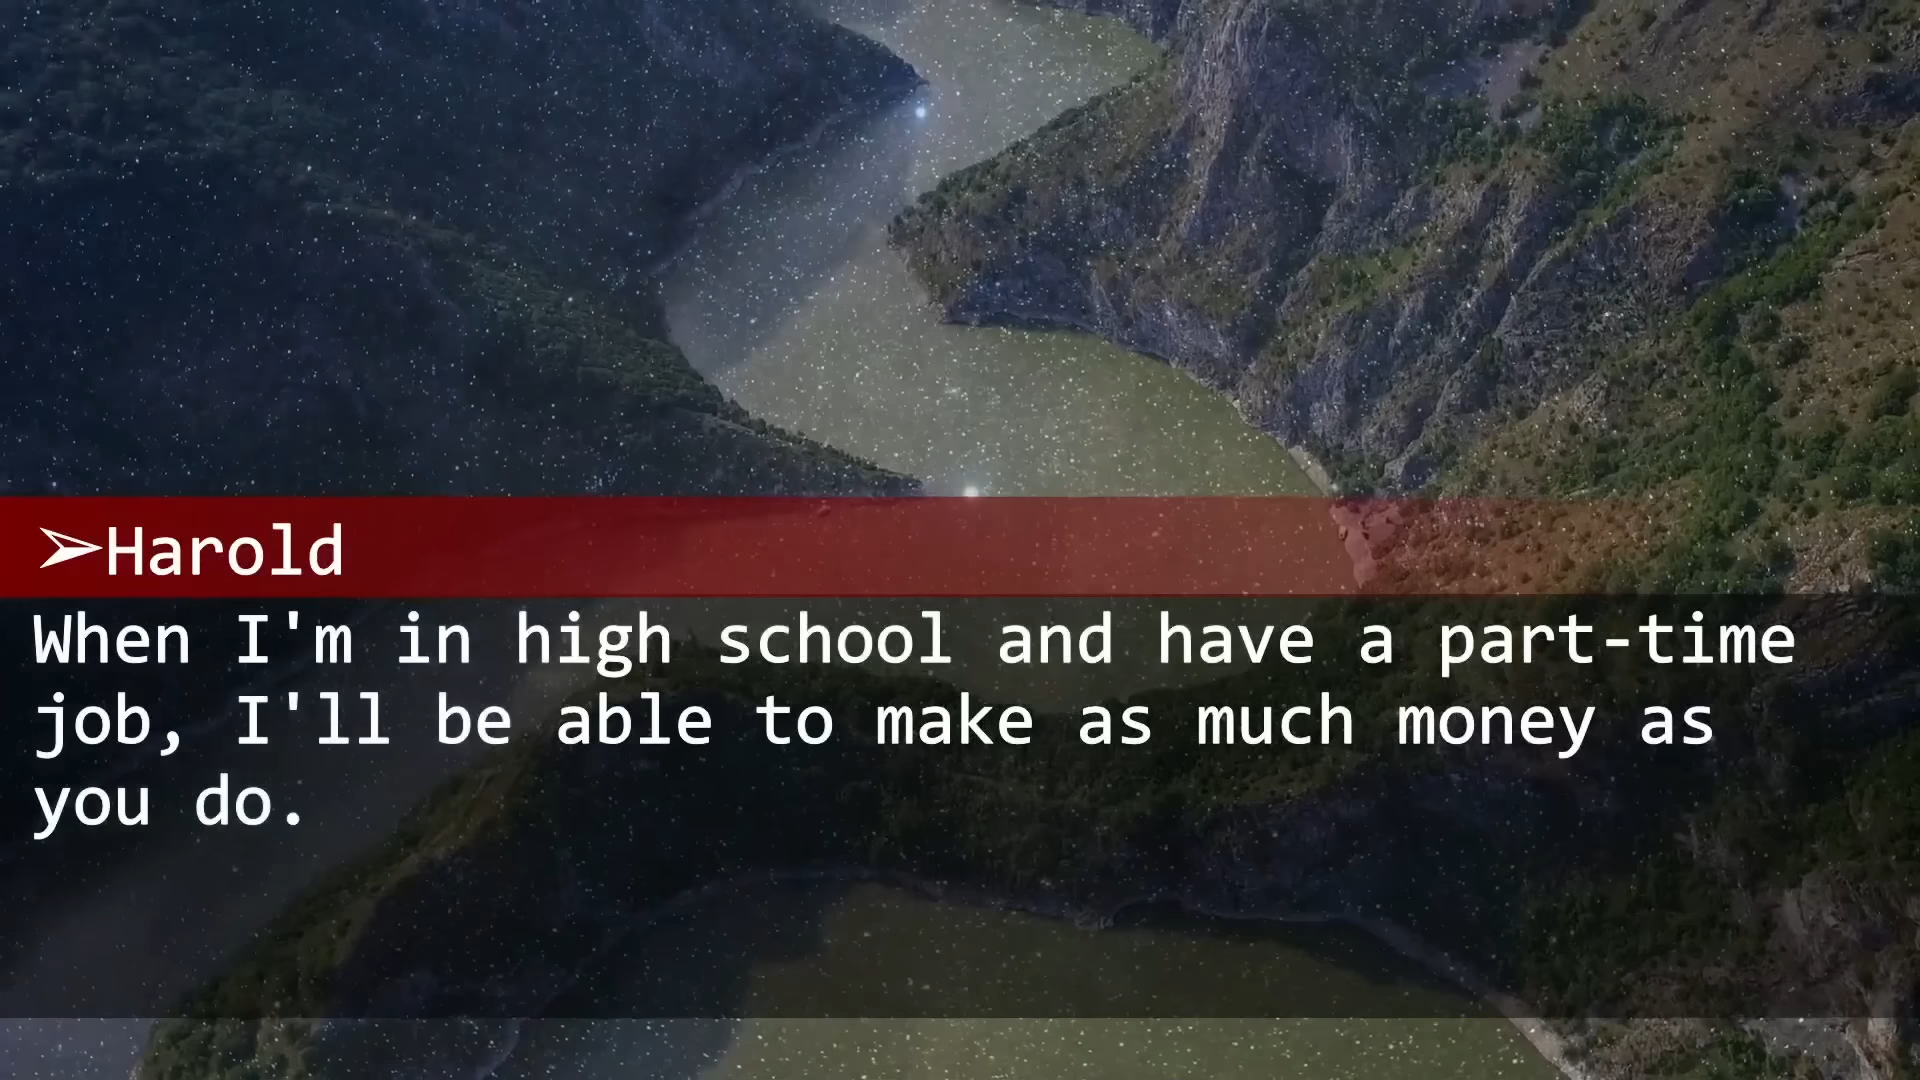 ➢Harold
When I'm in high school and have a part-time
job, I'll be able to make as much money as
you do.